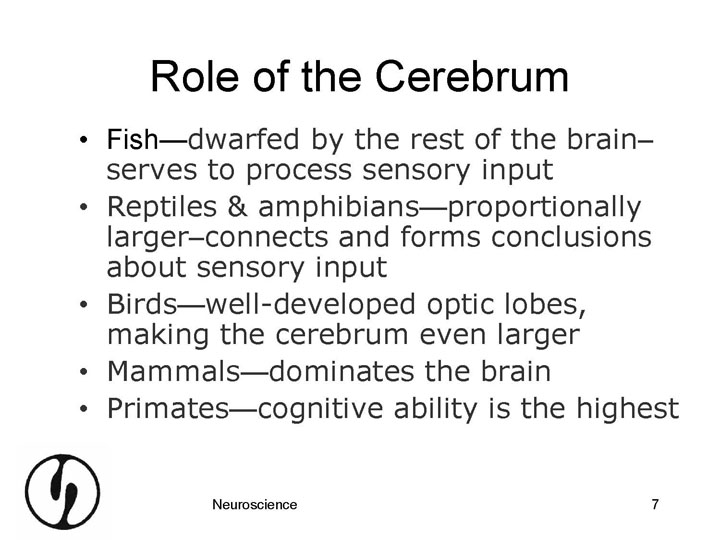 Role of the Cerebrum
• Fish—dwarfed by the rest of the brain–
serves to process sensory input
• Reptiles & amphibians—proportionally
larger–connects and forms conclusions
about sensory input
• Birds—well-developed optic lobes,
making the cerebrum even larger
• Mammals—dominates the brain
• Primates—cognitive ability is the highest
Neuroscience
7